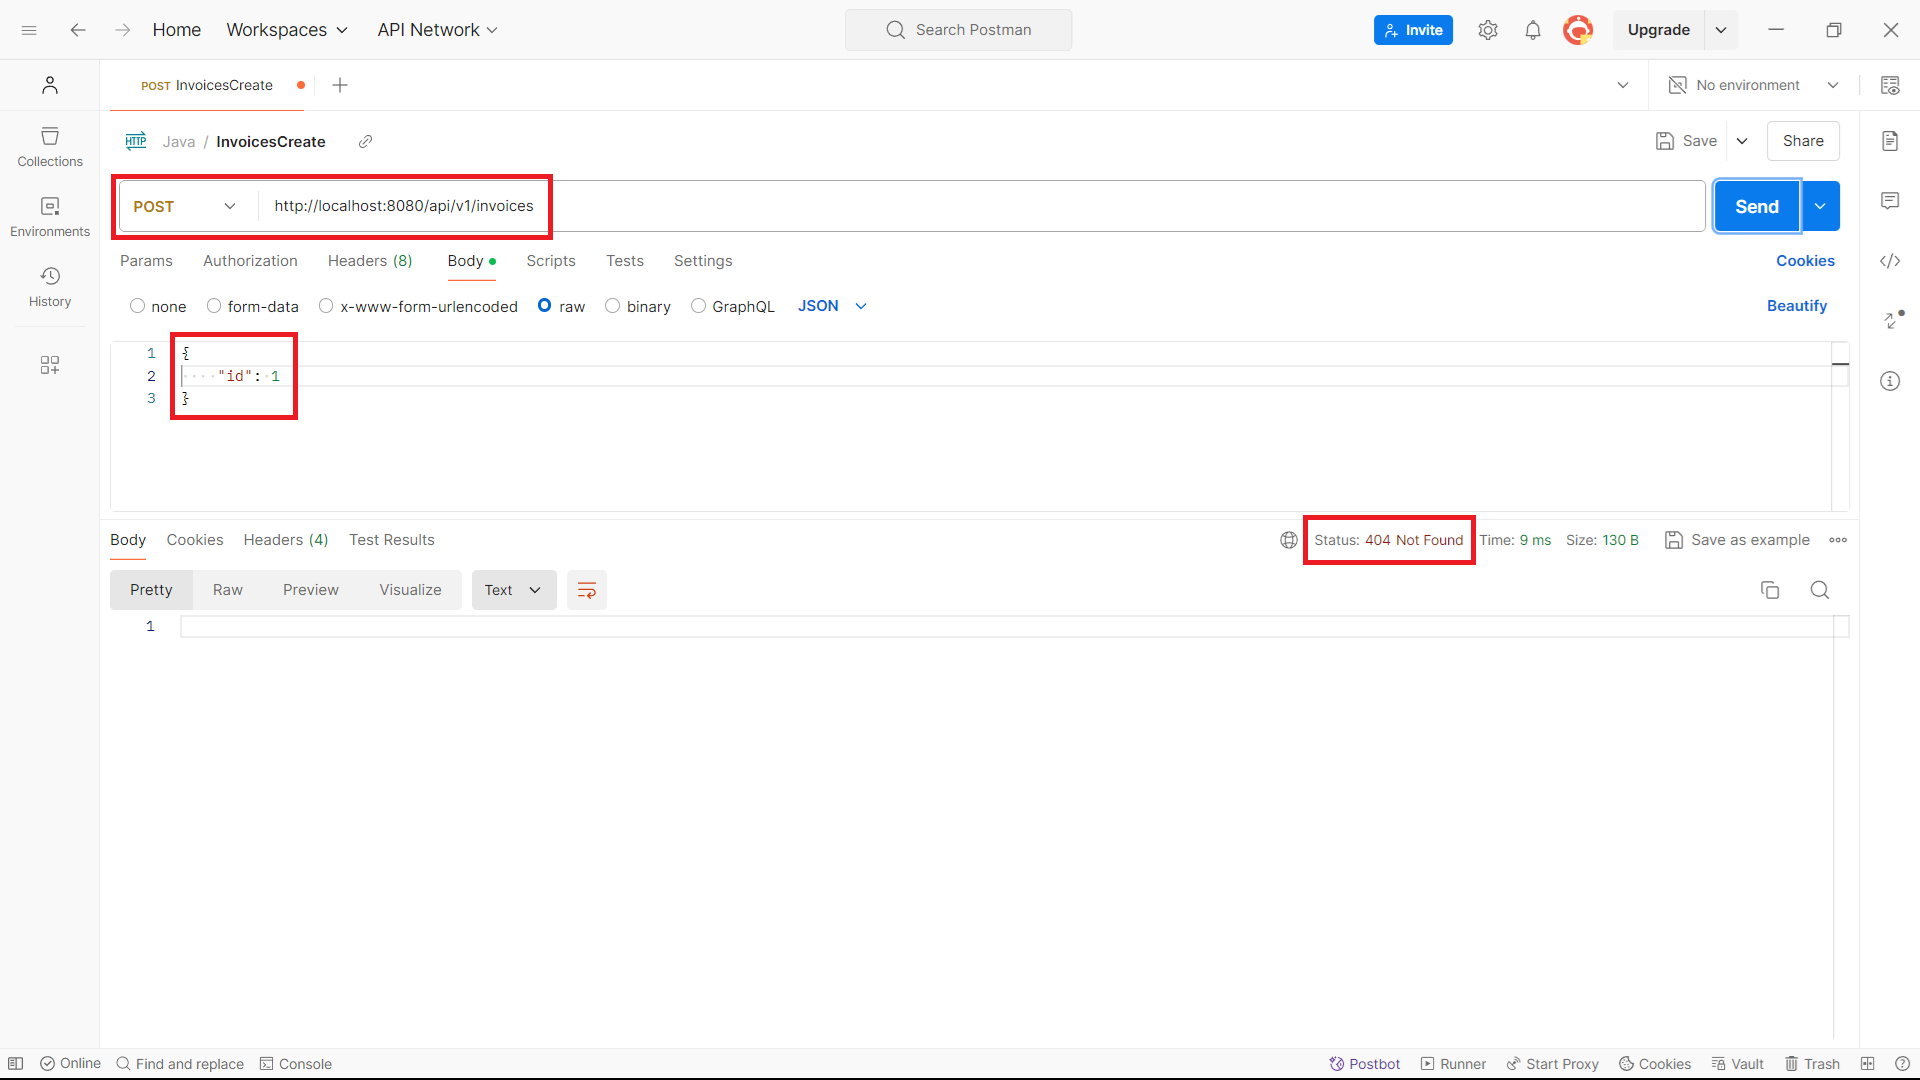 Home Workspaces API Network Search Postman Invite Upgrade
POST InvoicesCreate No environment
HTTP Java / InvoicesCreate Save Share
POST http://localhost:8080/api/v1/invoices Send
Collections
Environments
History
Params Authorization Headers (8) Body Scripts Tests Settings Cookies
none form-data x-www-form-urlencoded raw binary GraphQL JSON Beautify
1 {
2 ····"id":·1
3 }
Body Cookies Headers (4) Test Results Status: 404 Not Found Time: 9 ms Size: 130 B Save as example
Pretty Raw Preview Visualize Text
1
Online Find and replace Console Postbot Runner Start Proxy Cookies Vault Trash